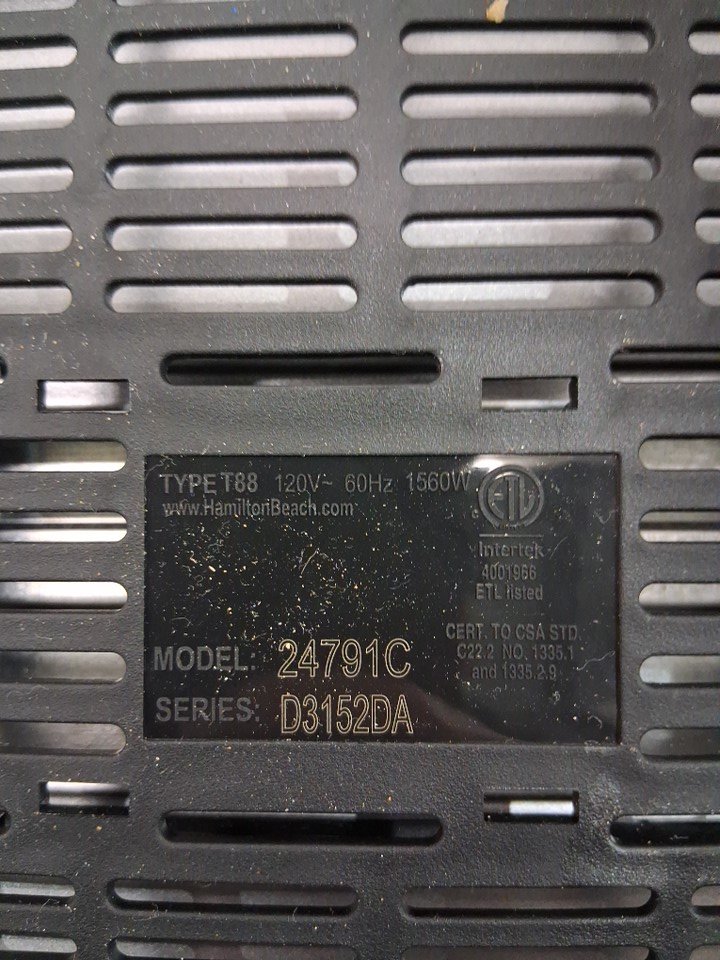 TYPE T88 120V~ 60Hz 1560W
www.HamiltonBeach.com
ETL
Intertek
4001966
ETL listed
CERT. TO CSA STD.
C22.2 NO. 1335.1
and 1335.2.9
MODEL: 24791C
SERIES: D3152DA